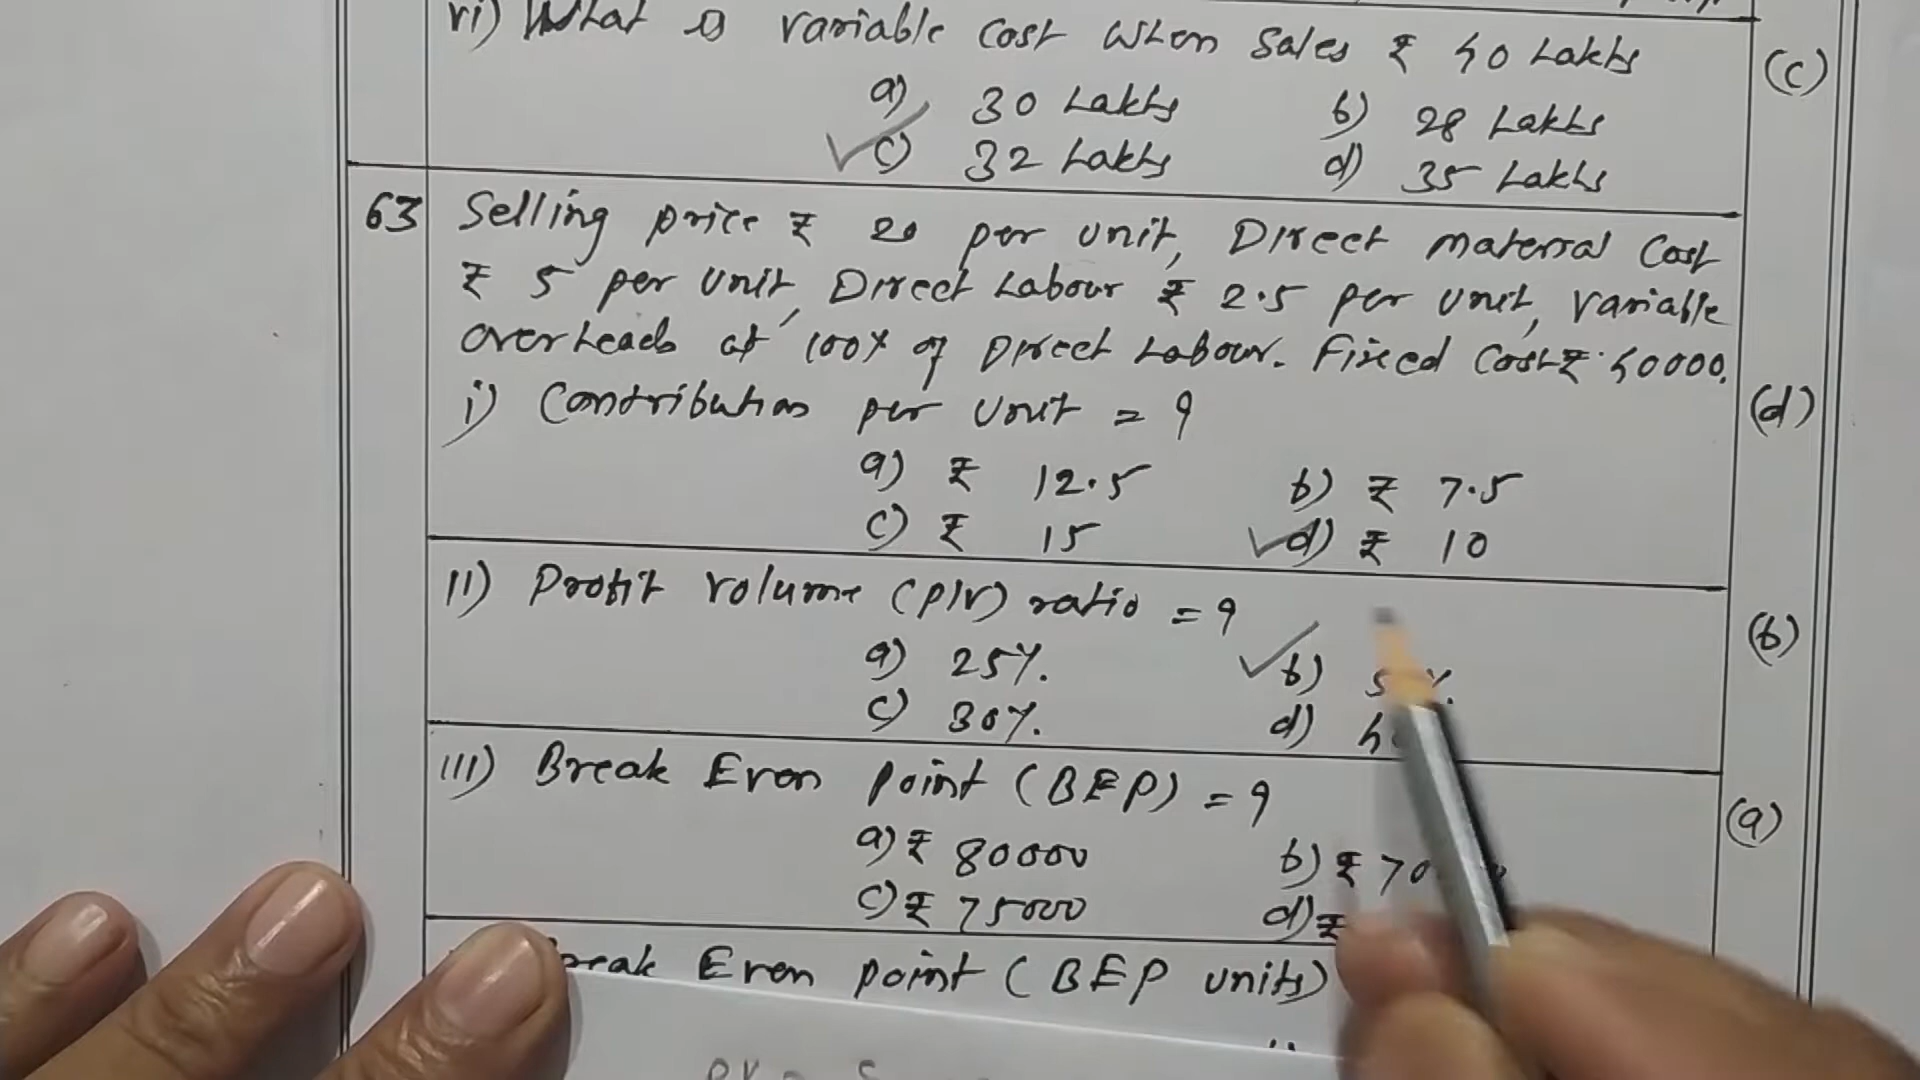 vi) What is variable cost when sales ₹ 40 Lakhs (c)
a) 30 Lakhs b) 28 Lakhs
c) 32 Lakhs d) 35 Lakhs
63 Selling price ₹ 20 per unit, Direct material cost
₹ 5 per unit, Direct Labour ₹ 2.5 per unit, variable
overheads at 100% of Direct Labour. Fixed cost ₹ 40000.
i) Contribution per unit = ? (d)
a) ₹ 12.5 b) ₹ 7.5
c) ₹ 15 d) ₹ 10
ii) Profit volume (P/V) ratio = ? (b)
a) 25%. b)
c) 30%. d)
iii) Break Even point (BEP) = ? (a)
a) ₹ 80000 b) ₹
c) ₹ 75000 d) ₹
Even point (BEP units)